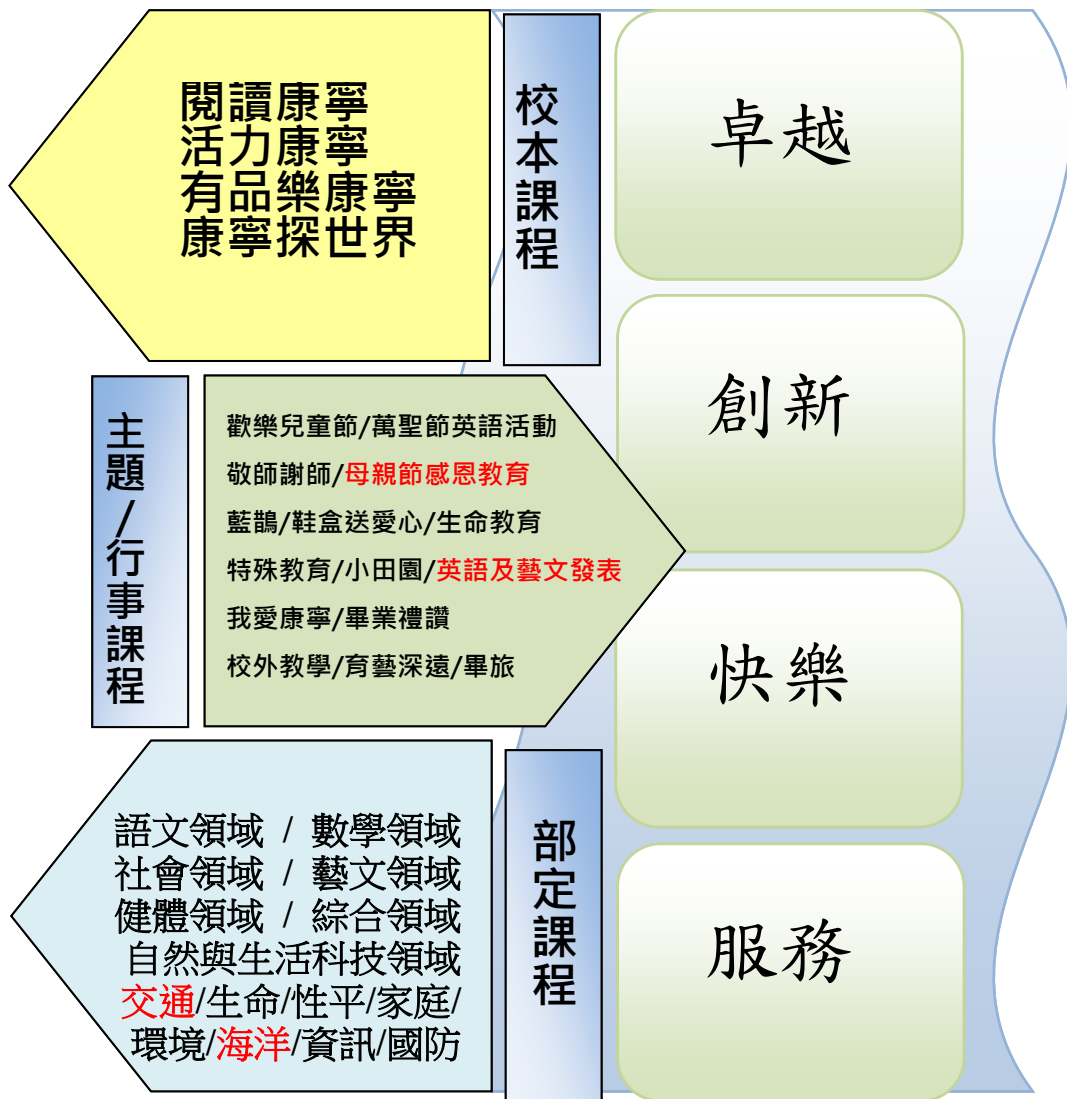 閱讀康寧
活力康寧
有品樂康寧
康寧探世界
校本課程
卓越
主題/行事課程
歡樂兒童節/萬聖節英語活動
敬師謝師/母親節感恩教育
藍鵲/鞋盒送愛心/生命教育
特殊教育/小田園/英語及藝文發表
我愛康寧/畢業禮讚
校外教學/育藝深遠/畢旅
創新
快樂
語文領域 / 數學領域
社會領域 / 藝文領域
健體領域 / 綜合領域
自然與生活科技領域
交通/生命/性平/家庭/
環境/海洋/資訊/國防
部定課程
服務